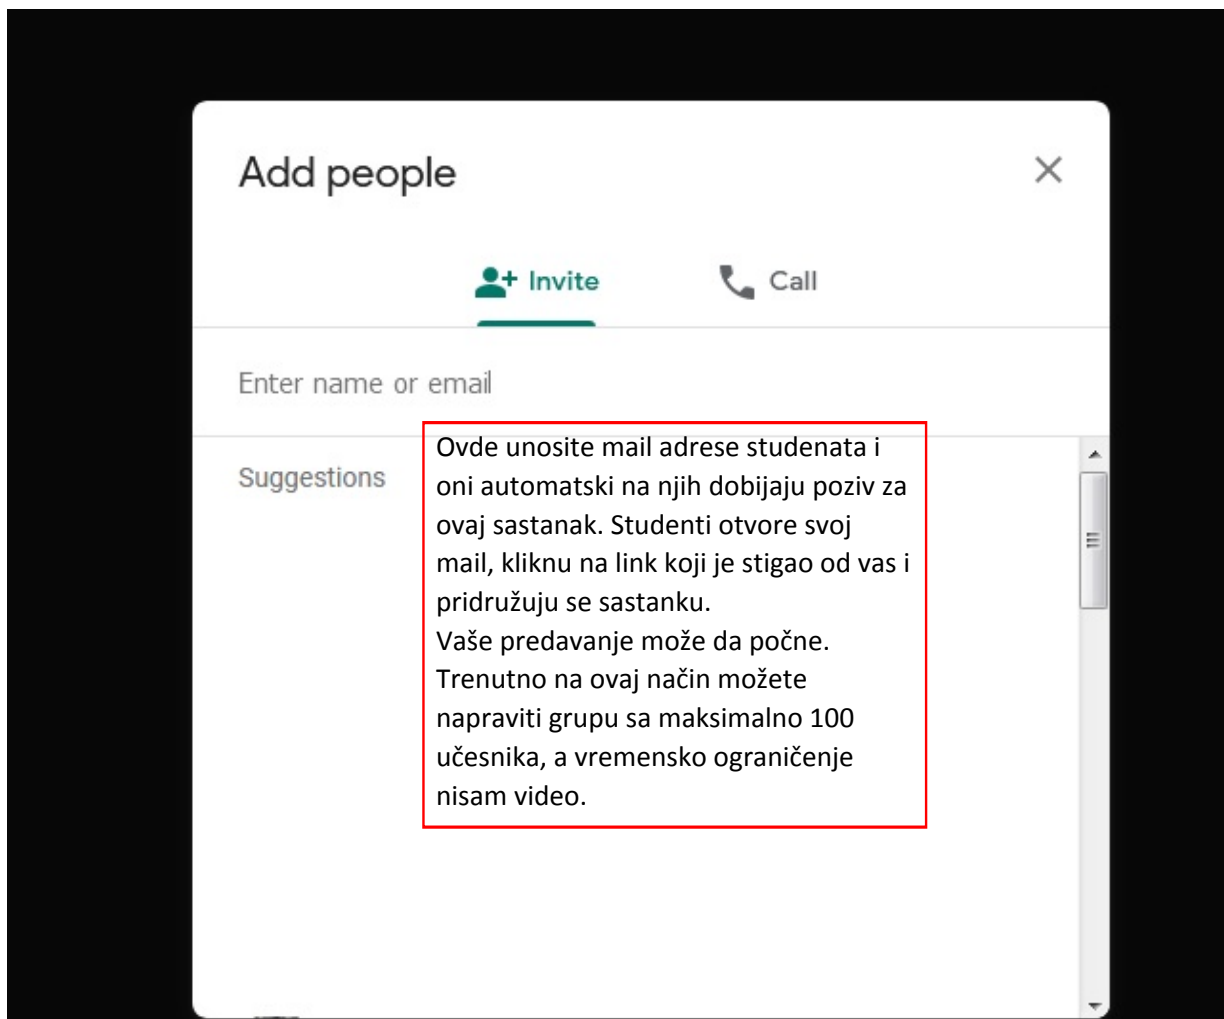 Add people
Invite
Call
Enter name or email
Suggestions
Ovde unosite mail adrese studenata i
oni automatski na njih dobijaju poziv za
ovaj sastanak. Studenti otvore svoj
mail, kliknu na link koji je stigao od vas i
pridružuju se sastanku.
Vaše predavanje može da počne.
Trenutno na ovaj način možete
napraviti grupu sa maksimalno 100
učesnika, a vremensko ograničenje
nisam video.